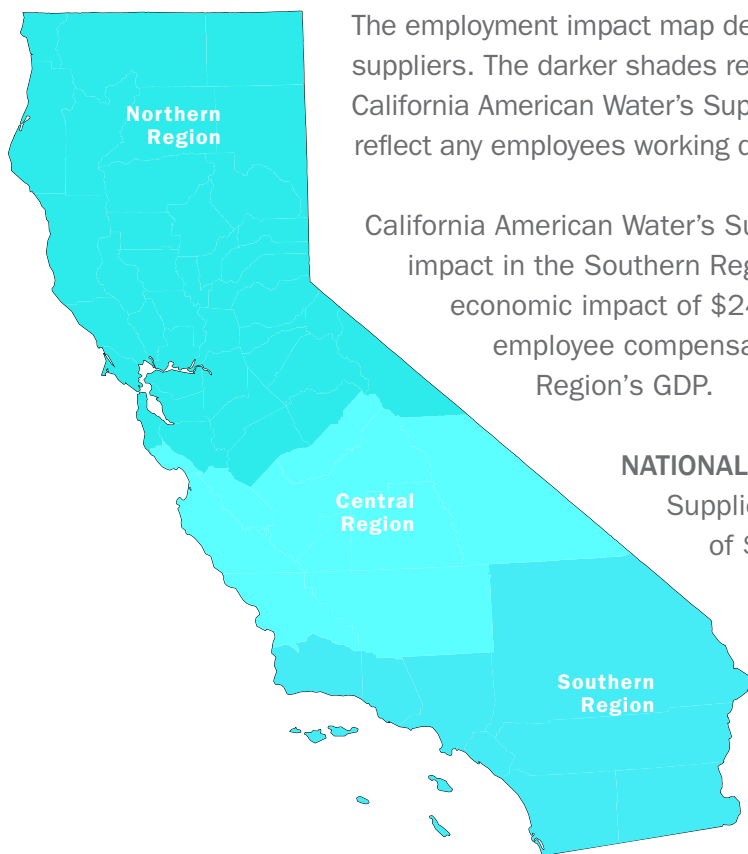 The employment impact map de
suppliers. The darker shades re
California American Water's Sup
reflect any employees working d
California American Water's Su
impact in the Southern Reg
economic impact of $24
employee compensa
Region's GDP.
NATIONAL
Supplie
of $
Northern
Region
Central
Region
Southern
Region